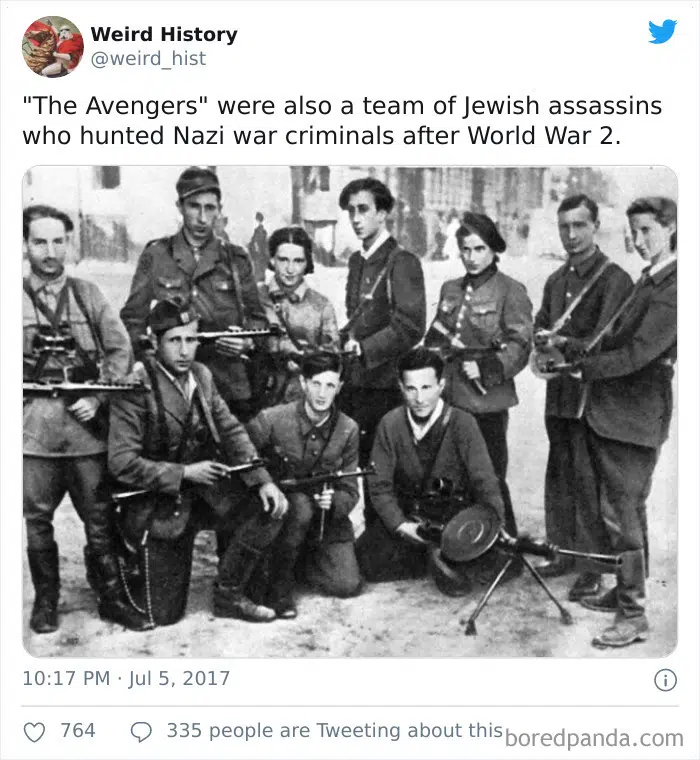 Weird History
@weird_hist
"The Avengers" were also a team of Jewish assassins
who hunted Nazi war criminals after World War 2.
10:17 PM · Jul 5, 2017
764
335 people are Tweeting about this
boredpanda.com